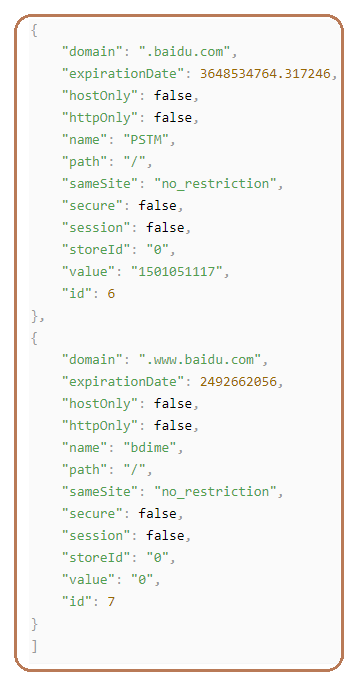 {
"domain": ".baidu.com",
"expirationDate": 3648534764.317246,
"hostOnly": false,
"httpOnly": false,
"name": "PSTM",
"path": "/",
"sameSite": "no_restriction",
"secure": false,
"session": false,
"storeId": "0",
"value": "1501051117",
"id": 6
},
{
"domain": ".www.baidu.com",
"expirationDate": 2492662056,
"hostOnly": false,
"httpOnly": false,
"name": "bdime",
"path": "/",
"sameSite": "no_restriction",
"secure": false,
"session": false,
"storeId": "0",
"value": "0",
"id": 7
}
]